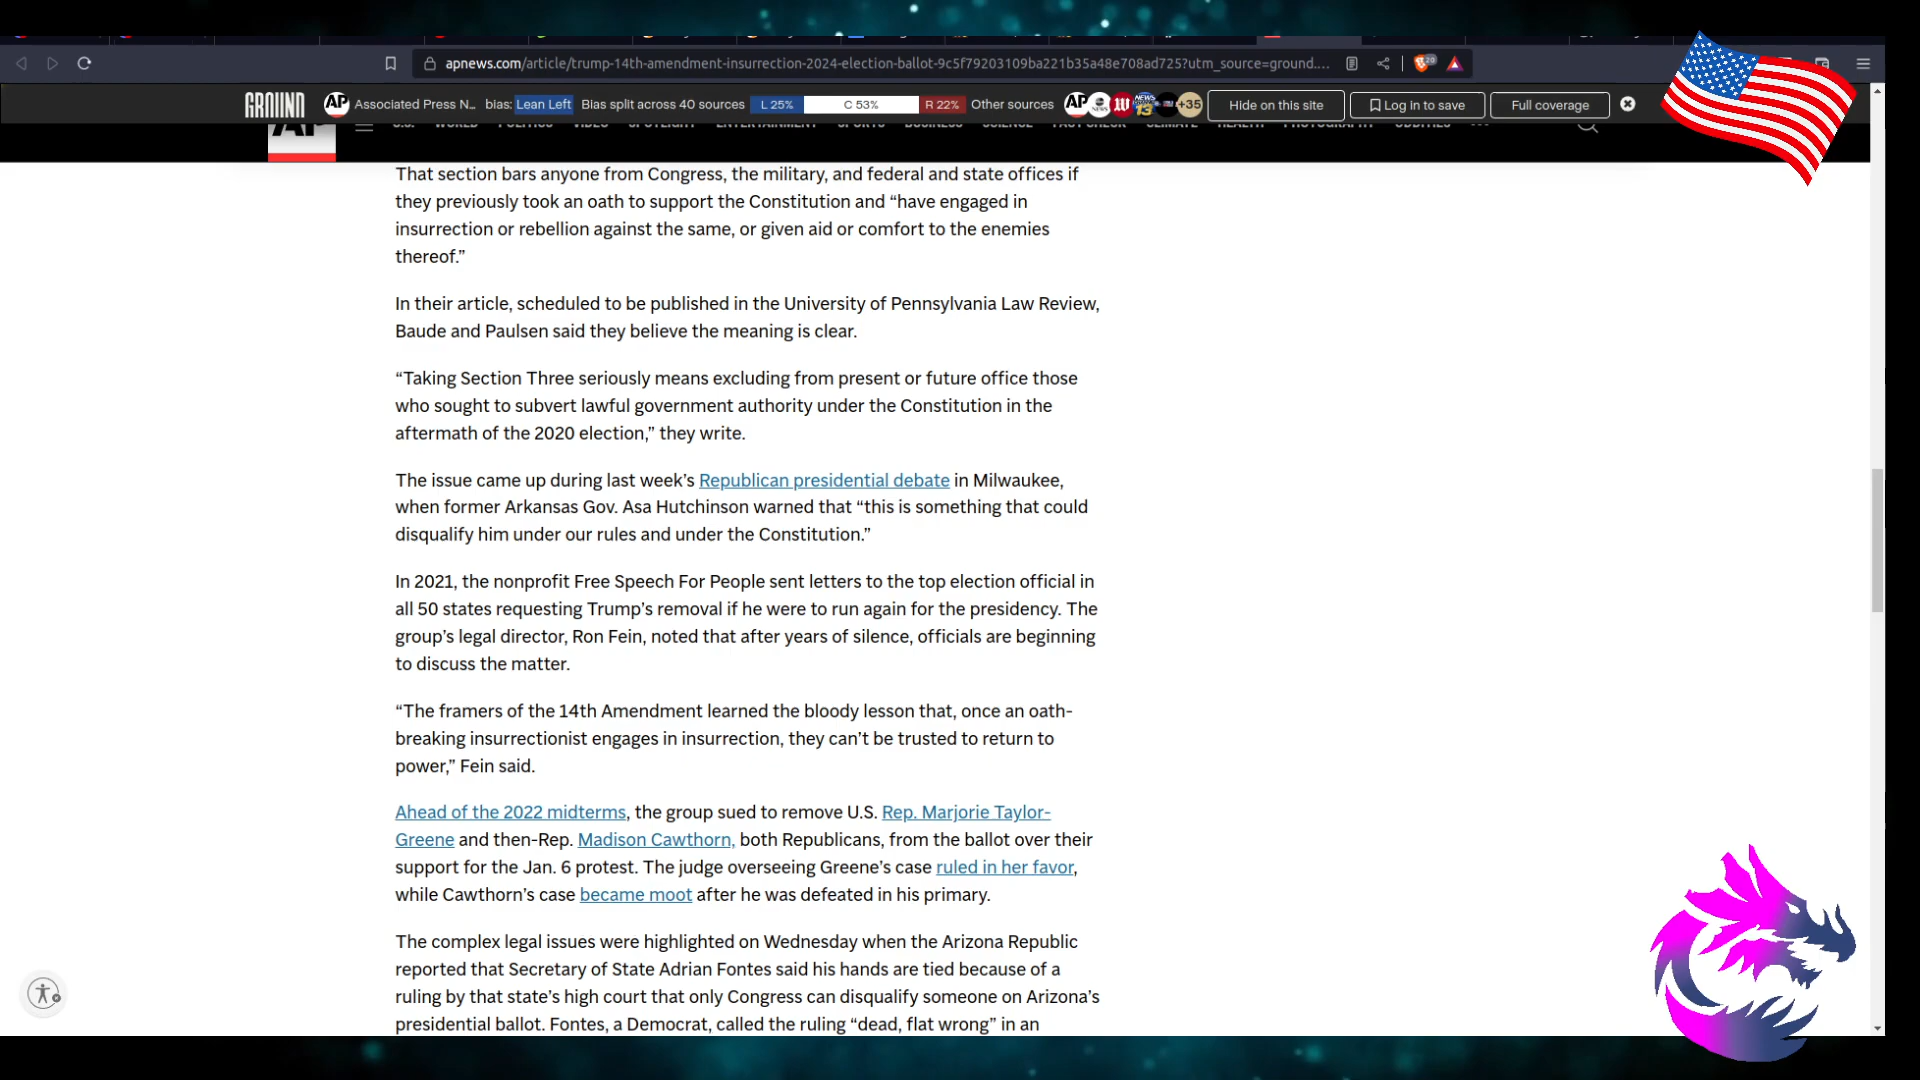 apnews.com/article/trump-14th-amendment-insurrection-2024-election-ballot-9c5f79203109ba221b35a48e708ad725?utm_source=ground....
GROUND AP Associated Press N... bias: Lean Left Bias split across 40 sources L 25% C 53% R 22% Other sources AP +35 Hide on this site Log in to save Full coverage
AP U.S. WORLD POLITICS VIDEO SPOTLIGHT ENTERTAINMENT SPORTS BUSINESS SCIENCE FACT CHECK CLIMATE HEALTH PHOTOGRAPHY ODDITIES ...
That section bars anyone from Congress, the military, and federal and state offices if
they previously took an oath to support the Constitution and “have engaged in
insurrection or rebellion against the same, or given aid or comfort to the enemies
thereof.”
In their article, scheduled to be published in the University of Pennsylvania Law Review,
Baude and Paulsen said they believe the meaning is clear.
“Taking Section Three seriously means excluding from present or future office those
who sought to subvert lawful government authority under the Constitution in the
aftermath of the 2020 election,” they write.
The issue came up during last week’s Republican presidential debate in Milwaukee,
when former Arkansas Gov. Asa Hutchinson warned that “this is something that could
disqualify him under our rules and under the Constitution.”
In 2021, the nonprofit Free Speech For People sent letters to the top election official in
all 50 states requesting Trump’s removal if he were to run again for the presidency. The
group’s legal director, Ron Fein, noted that after years of silence, officials are beginning
to discuss the matter.
“The framers of the 14th Amendment learned the bloody lesson that, once an oath-
breaking insurrectionist engages in insurrection, they can’t be trusted to return to
power,” Fein said.
Ahead of the 2022 midterms, the group sued to remove U.S. Rep. Marjorie Taylor-
Greene and then-Rep. Madison Cawthorn, both Republicans, from the ballot over their
support for the Jan. 6 protest. The judge overseeing Greene’s case ruled in her favor,
while Cawthorn’s case became moot after he was defeated in his primary.
The complex legal issues were highlighted on Wednesday when the Arizona Republic
reported that Secretary of State Adrian Fontes said his hands are tied because of a
ruling by that state’s high court that only Congress can disqualify someone on Arizona’s
presidential ballot. Fontes, a Democrat, called the ruling “dead, flat wrong” in an